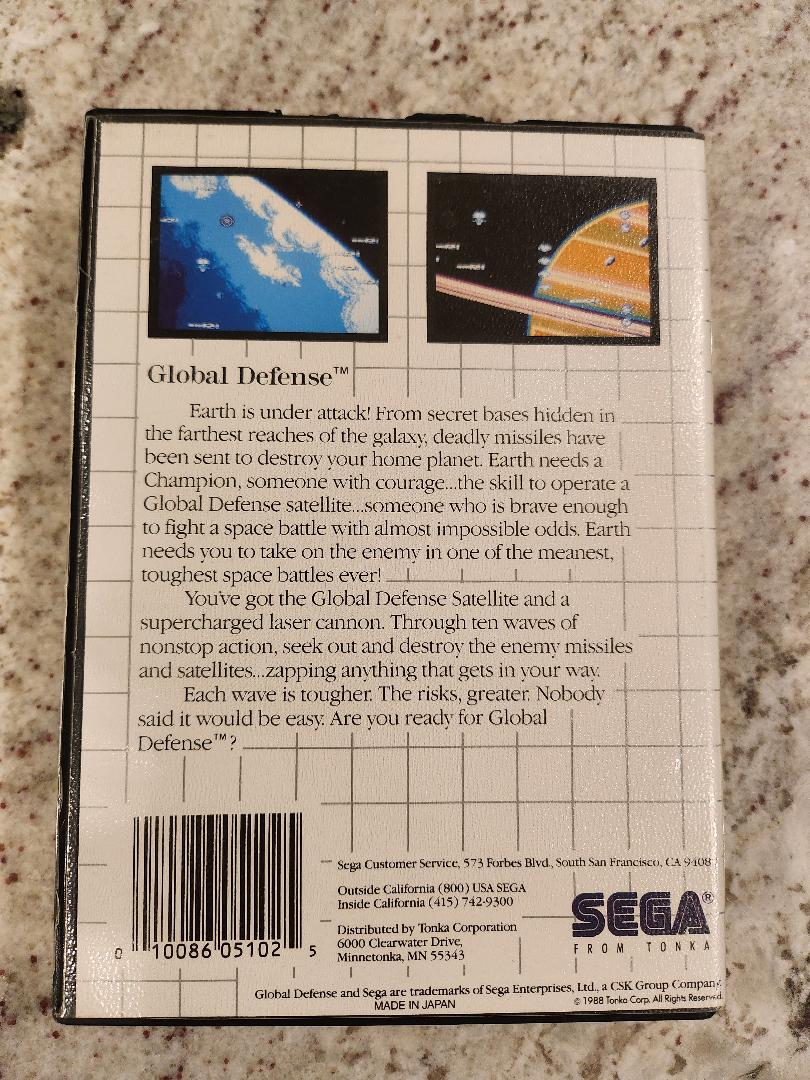 Global Defense™
Earth is under attack! From secret bases hidden in
the farthest reaches of the galaxy, deadly missiles have
been sent to destroy your home planet. Earth needs a
Champion, someone with courage...the skill to operate a
Global Defense satellite...someone who is brave enough
to fight a space battle with almost impossible odds. Earth
needs you to take on the enemy in one of the meanest,
toughest space battles ever!
You've got the Global Defense Satellite and a
supercharged laser cannon. Through ten waves of
nonstop action, seek out and destroy the enemy missiles
and satellites...zapping anything that gets in your way.
Each wave is tougher. The risks, greater. Nobody
said it would be easy. Are you ready for Global
Defense™?
Sega Customer Service, 573 Forbes Blvd., South San Francisco, CA 9408
Outside California (800) USA SEGA
Inside California (415) 742-9300
Distributed by Tonka Corporation
6000 Clearwater Drive,
Minnetonka, MN 55343
SEGA®
FROM TONKA
0 10086 05102 5
Global Defense and Sega are trademarks of Sega Enterprises, Ltd., a CSK Group Company
MADE IN JAPAN
© 1988 Tonka Corp. All Rights Reserved